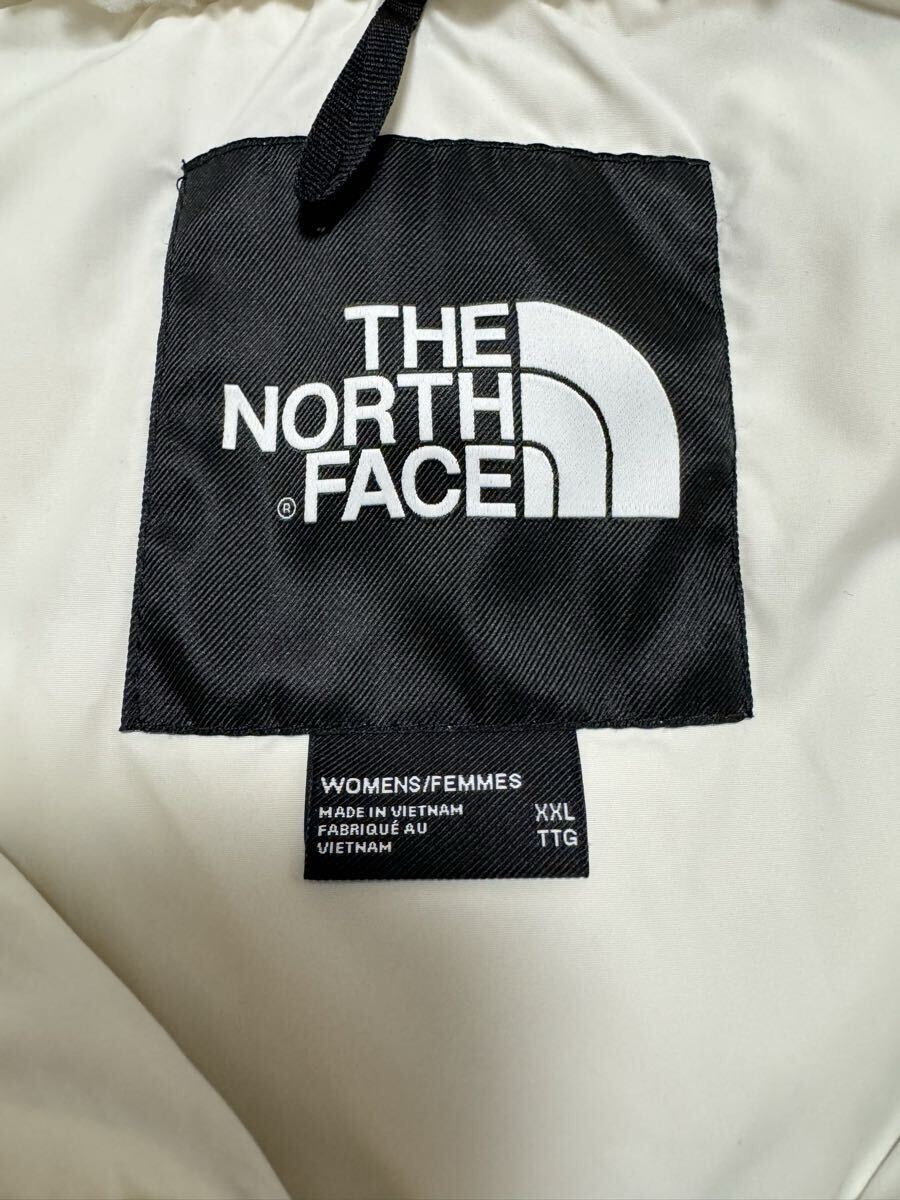 THE
NORTH
® FACE
WOMENS/FEMMES
MADE IN VIETNAM XXL
FABRIQUÉ AU TTG
VIETNAM